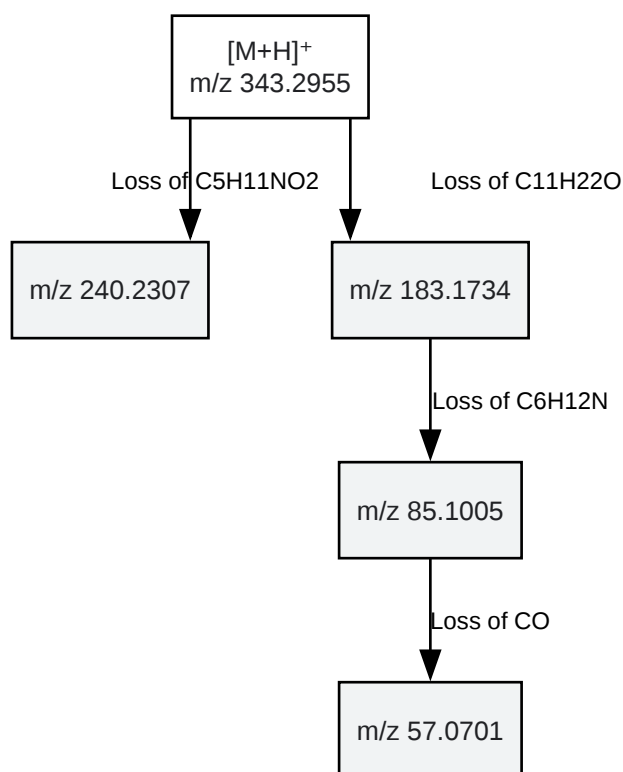 [M+H]⁺
m/z 343.2955
Loss of C5H11NO2
Loss of C11H22O
m/z 240.2307
m/z 183.1734
Loss of C6H12N
m/z 85.1005
Loss of CO
m/z 57.0701